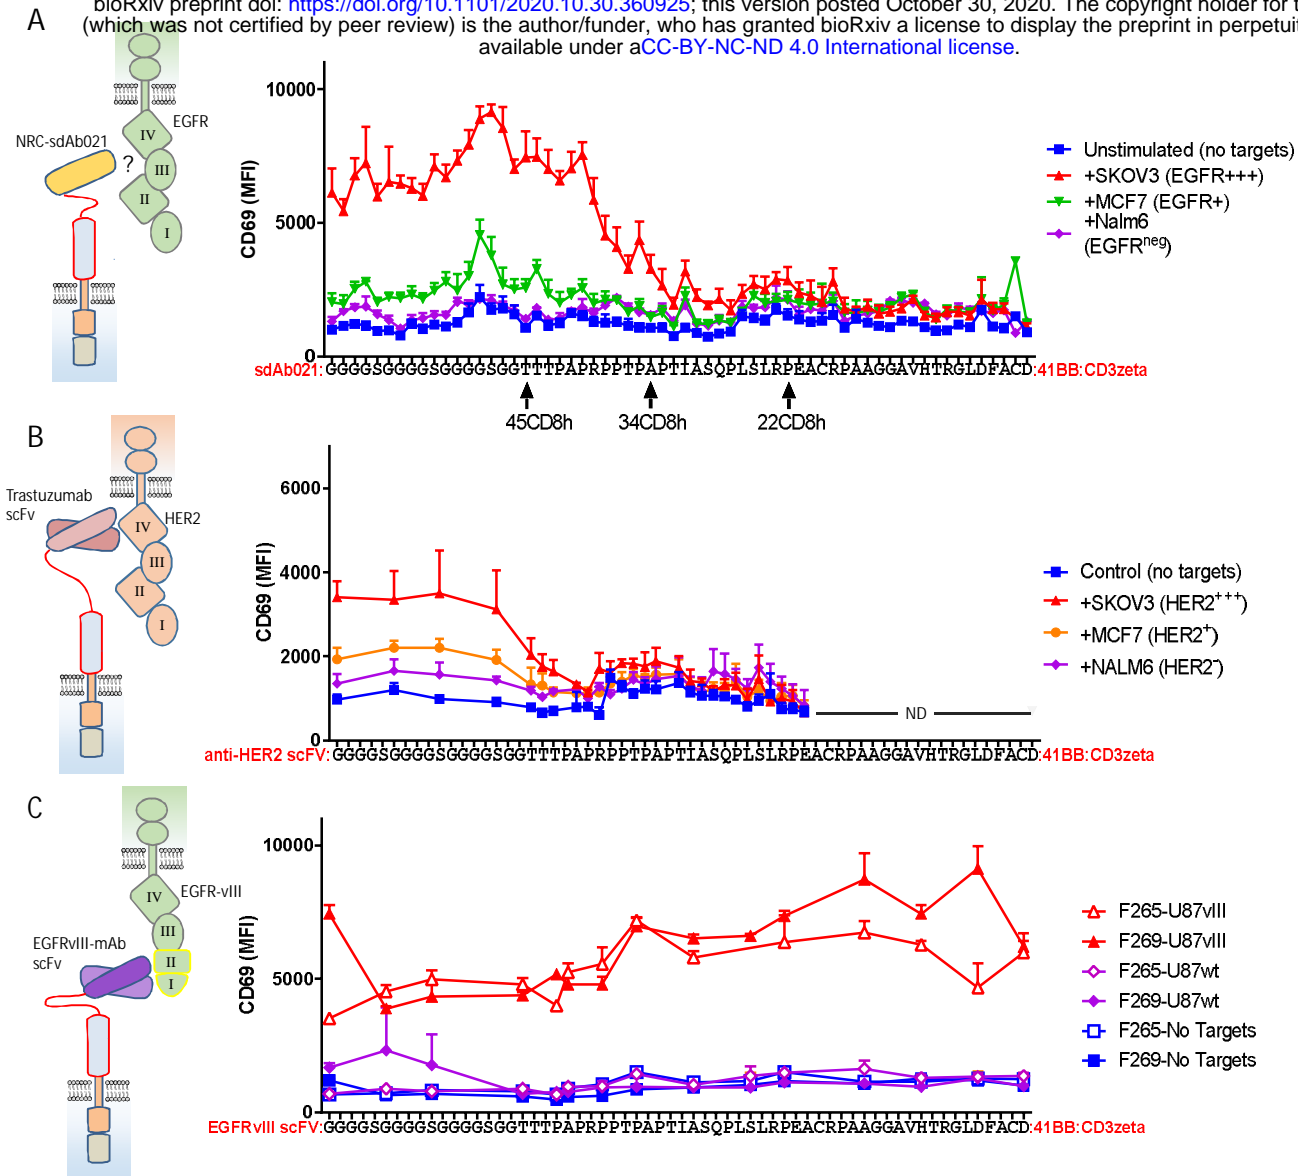 bioRxiv preprint doi: https://doi.org/10.1101/2020.10.30.360925; this version posted October 30, 2020. The copyright holder for t
(which was not certified by peer review) is the author/funder, who has granted bioRxiv a license to display the preprint in perpetui
available under aCC-BY-NC-ND 4.0 International license.
A
EGFR
IV
NRC-sdAb021
?
III
II
I
CD69 (MFI)
10000
5000
0
Unstimulated (no targets)
+SKOV3 (EGFR+++)
+MCF7 (EGFR+)
+Nalm6
(EGFRneg)
sdAb021:GGGGSGGGGSGGGGSGGTTTPAPRPPTPAPTIASQPLSLRPEACRPAAGGAVHTRGLDFACD:41BB:CD3zeta
45CD8h
34CD8h
22CD8h
B
Trastuzumab
scFv
HER2
IV
III
II
I
CD69 (MFI)
6000
4000
2000
0
Control (no targets)
+SKOV3 (HER2+++)
+MCF7 (HER2+)
+NALM6 (HER2-)
ND
anti-HER2 scFV:GGGGSGGGGSGGGGSGGTTTPAPRPPTPAPTIASQPLSLRPEACRPAAGGAVHTRGLDFACD:41BB:CD3zeta
C
EGFR-vIII
IV
III
EGFRvIII-mAb
scFv
II
I
CD69 (MFI)
10000
5000
0
F265-U87vIII
F269-U87vIII
F265-U87wt
F269-U87wt
F265-No Targets
F269-No Targets
EGFRvIII scFV:GGGGSGGGGSGGGGSGGTTTPAPRPPTPAPTIASQPLSLRPEACRPAAGGAVHTRGLDFACD:41BB:CD3zeta